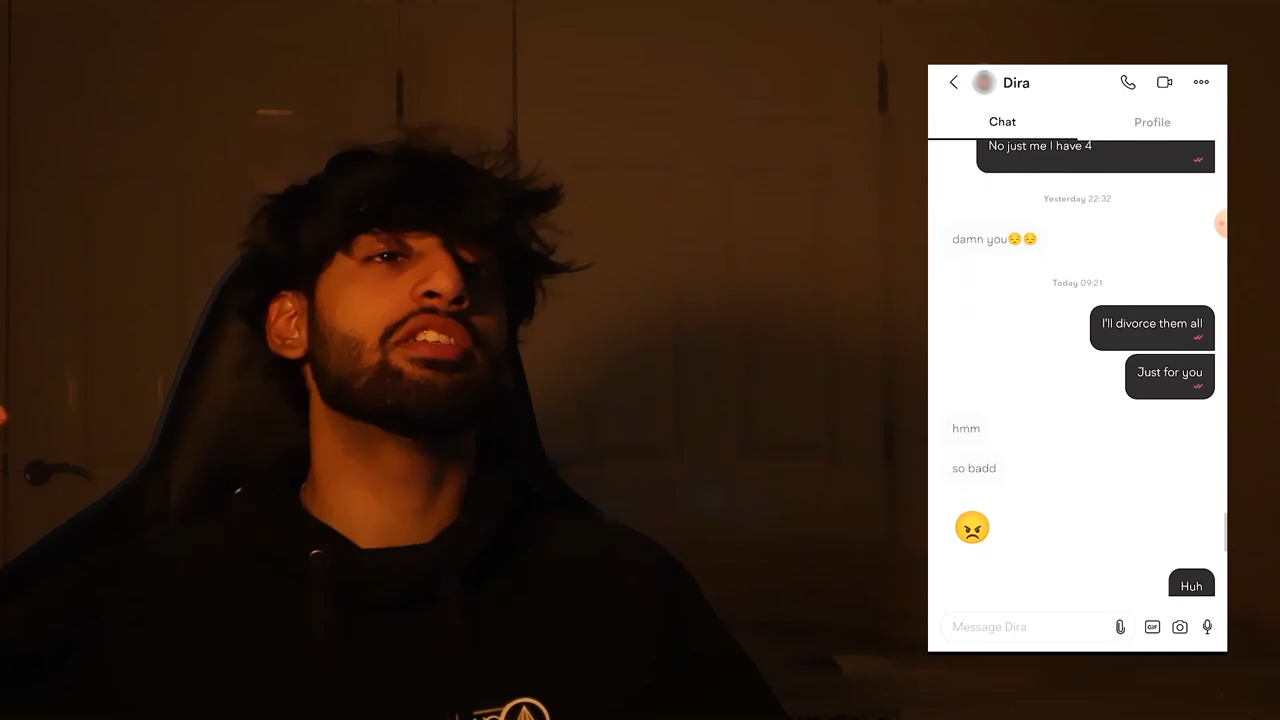 Dira
Chat
Profile
No just me I have 4
Yesterday 22:32
damn you😔😔
Today 09:21
I'll divorce them all
Just for you
hmm
so badd
😠
Huh
Message Dira
GIF